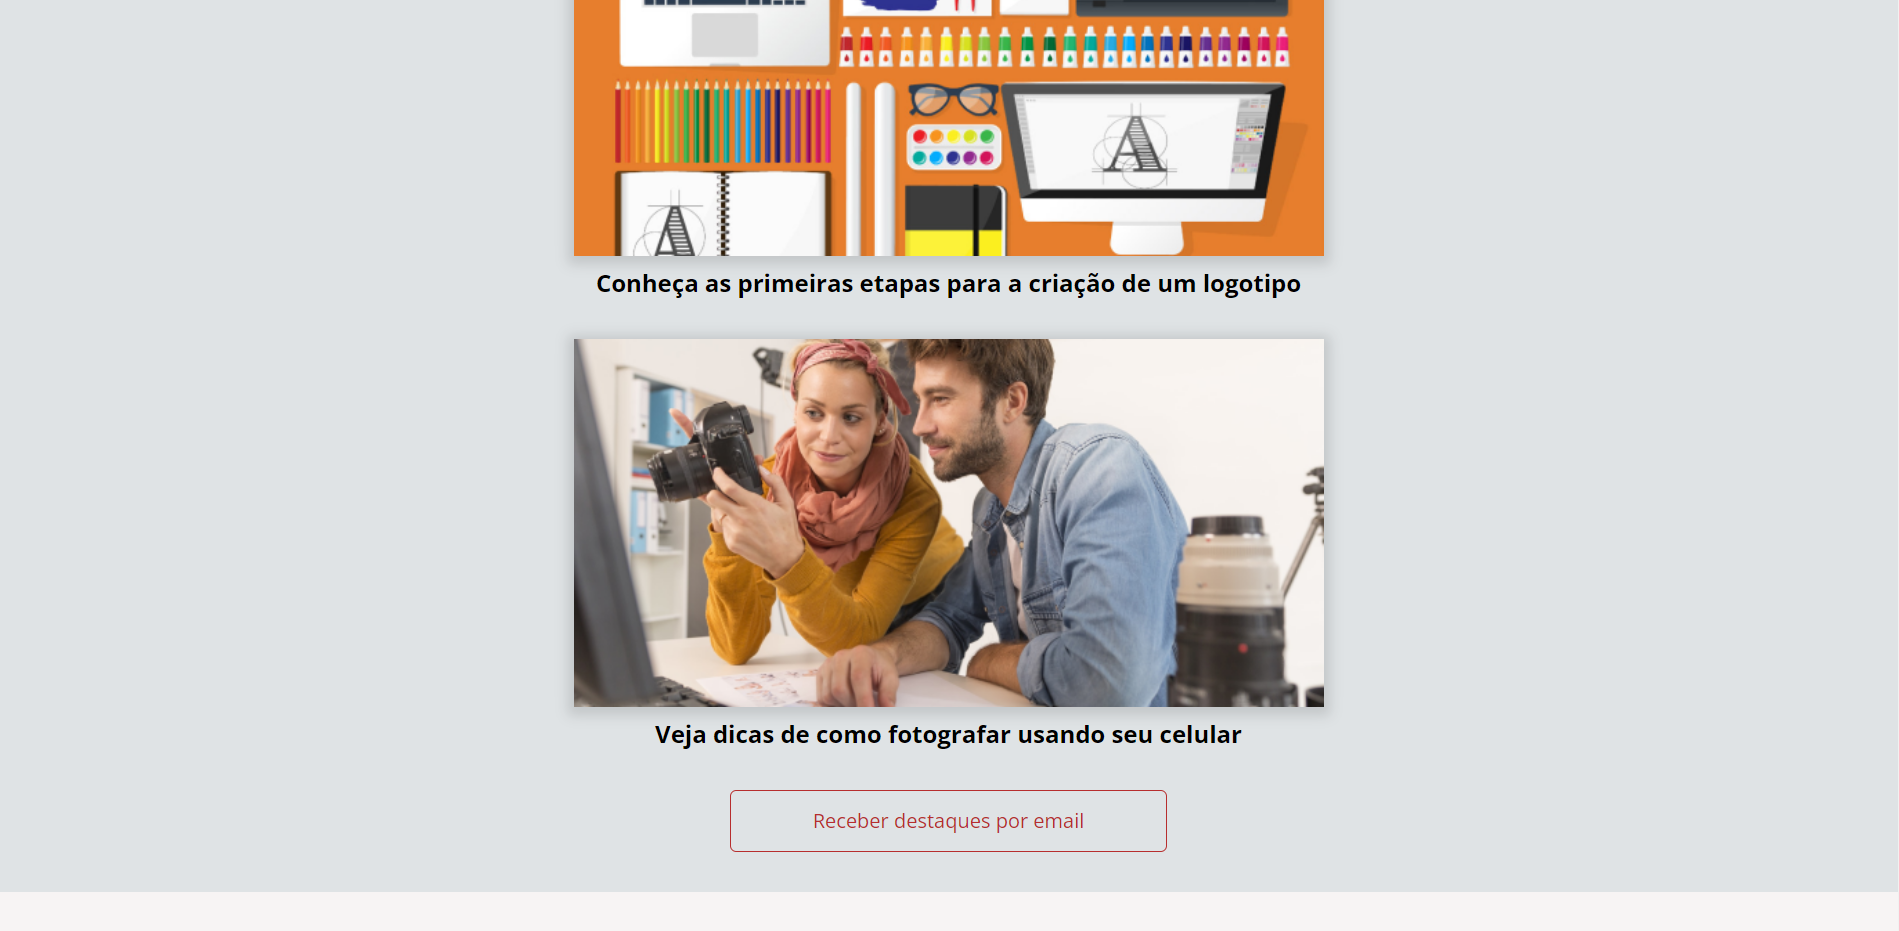 A
A
Conheça as primeiras etapas para a criação de um logotipo
Veja dicas de como fotografar usando seu celular
Receber destaques por email